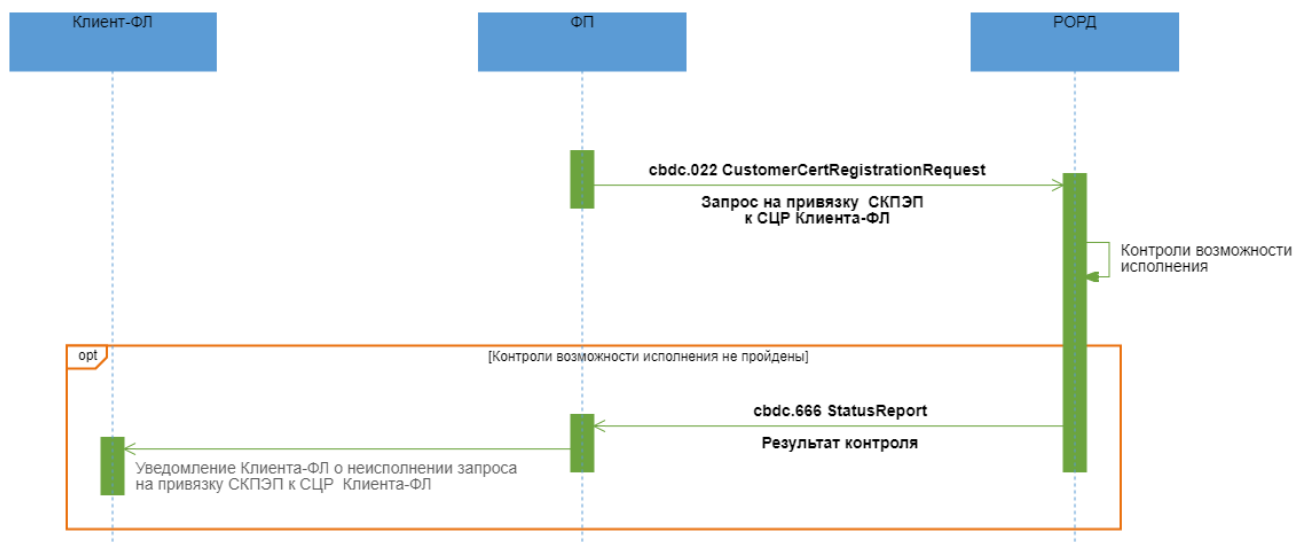 Клиент-ФЛ
ФП
РОРД
cbdc.022 CustomerCertRegistrationRequest
Запрос на привязку СКПЭП
к СЦР Клиента-ФЛ
Контроли возможности
исполнения
opt
[Контроли возможности исполнения не пройдены]
cbdc.666 StatusReport
Результат контроля
Уведомление Клиента-ФЛ о неисполнении запроса
на привязку СКПЭП к СЦР Клиента-ФЛ